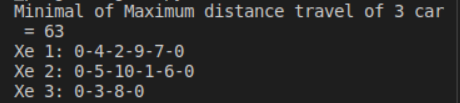 Minimal of Maximum distance travel of 3 car
= 63
Xe 1: 0-4-2-9-7-0
Xe 2: 0-5-10-1-6-0
Xe 3: 0-3-8-0